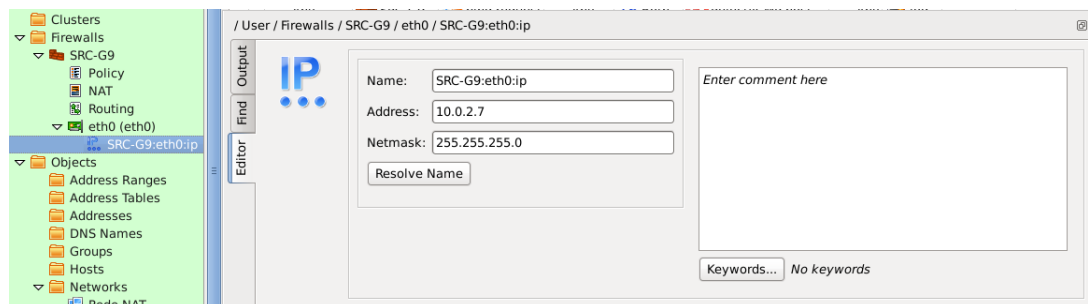 Clusters
Firewalls
SRC-G9
Policy
NAT
Routing
eth0 (eth0)
SRC-G9:eth0:ip
Objects
Address Ranges
Address Tables
Addresses
DNS Names
Groups
Hosts
Networks
/ User / Firewalls / SRC-G9 / eth0 / SRC-G9:eth0:ip
Output
Find
Editor
IP
Name: SRC-G9:eth0:ip
Address: 10.0.2.7
Netmask: 255.255.255.0
Resolve Name
Enter comment here
Keywords... No keywords